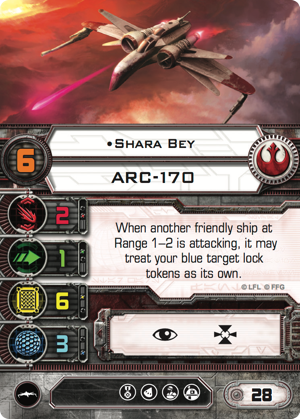 •Shara Bey
6
ARC-170
2
When another friendly ship at
Range 1–2 is attacking, it may
treat your blue target lock
tokens as its own.
1
© LFL © FFG
6
3
28